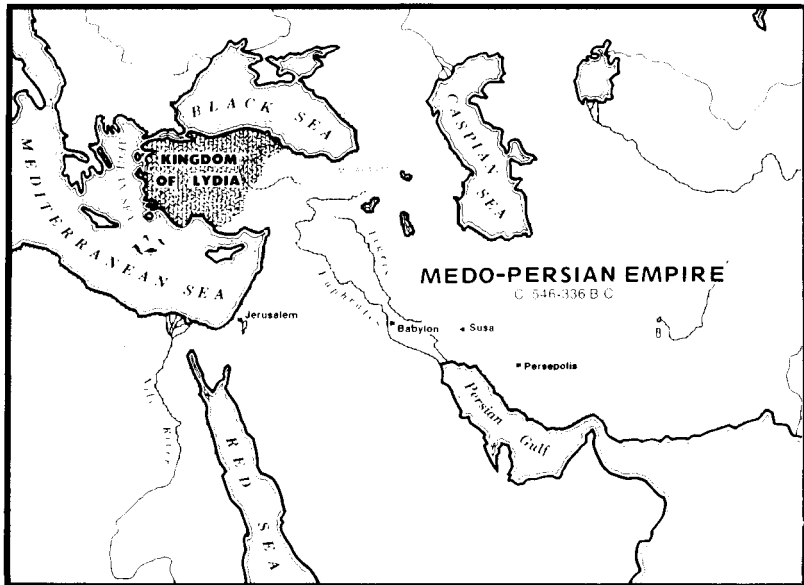 BLACK SEA
CASPIAN SEA
KINGDOM
OF LYDIA
MEDITERRANEAN SEA
Tigris
Euphrates
MEDO-PERSIAN EMPIRE
C. 546-336 B C
Jerusalem
Babylon
Susa
Persepolis
Persian Gulf
Nile River
RED SEA